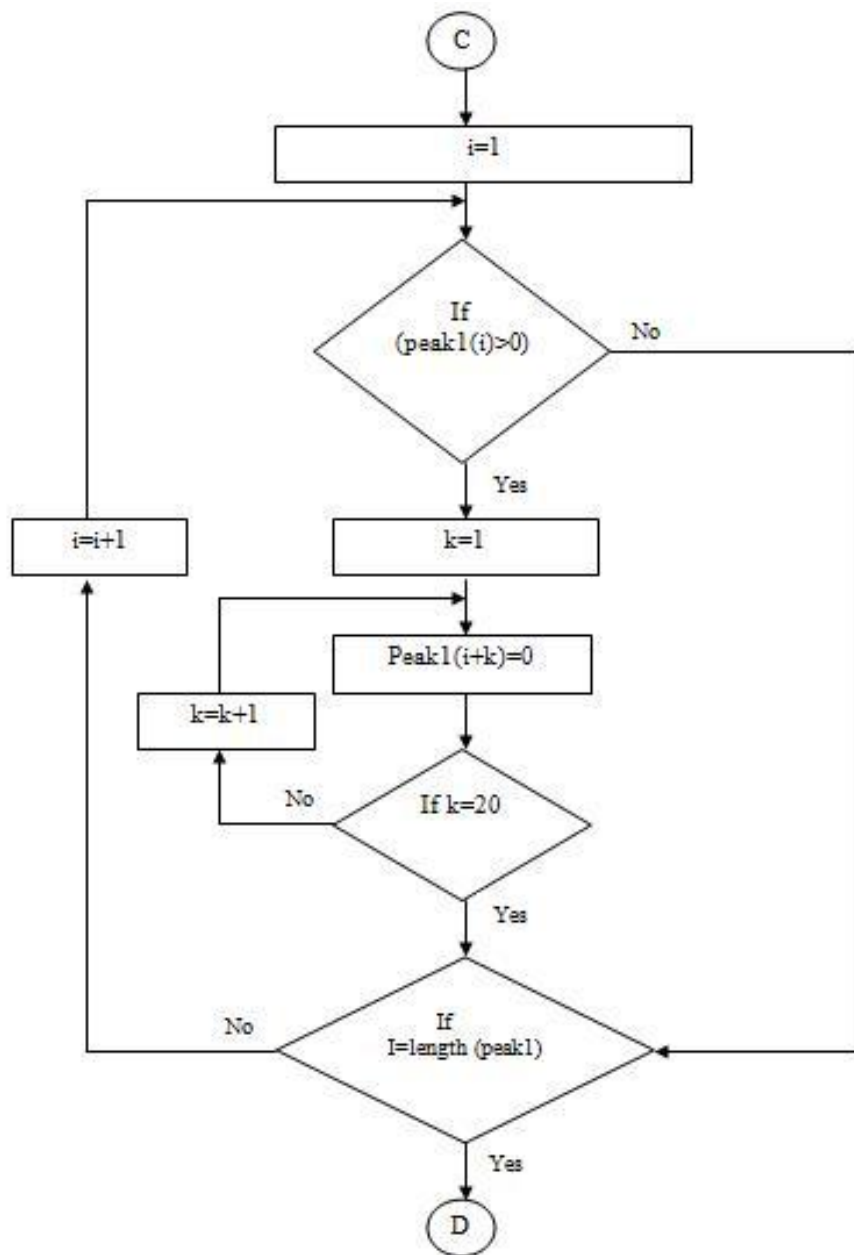 C
i=1
If
(peak1(i)>0)
No
Yes
i=i+1
k=1
Peak1(i+k)=0
k=k+1
No
If k=20
Yes
No
If
I=length (peak1)
Yes
D